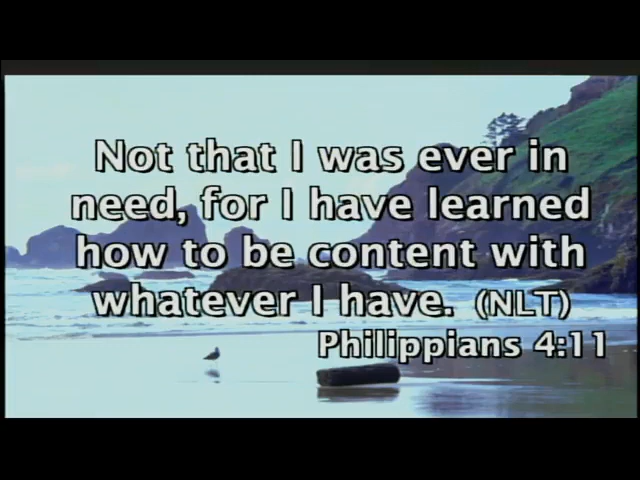 Not that I was ever in
need, for I have learned
how to be content with
whatever I have. (NLT)
Philippians 4:11